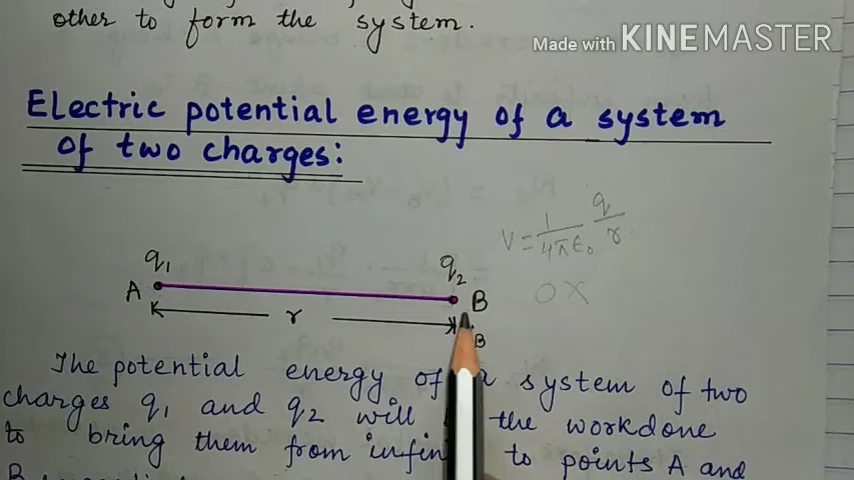 other to form the system.
Made with KINEMASTER
Electric potential energy of a system
of two charges:
V = 1/4πε₀ q/r.
q₁ q₂
A B
r
B
O X
The potential energy of a system of two
charges q₁ and q₂ will the workdone
to bring them from infin to points A and
B